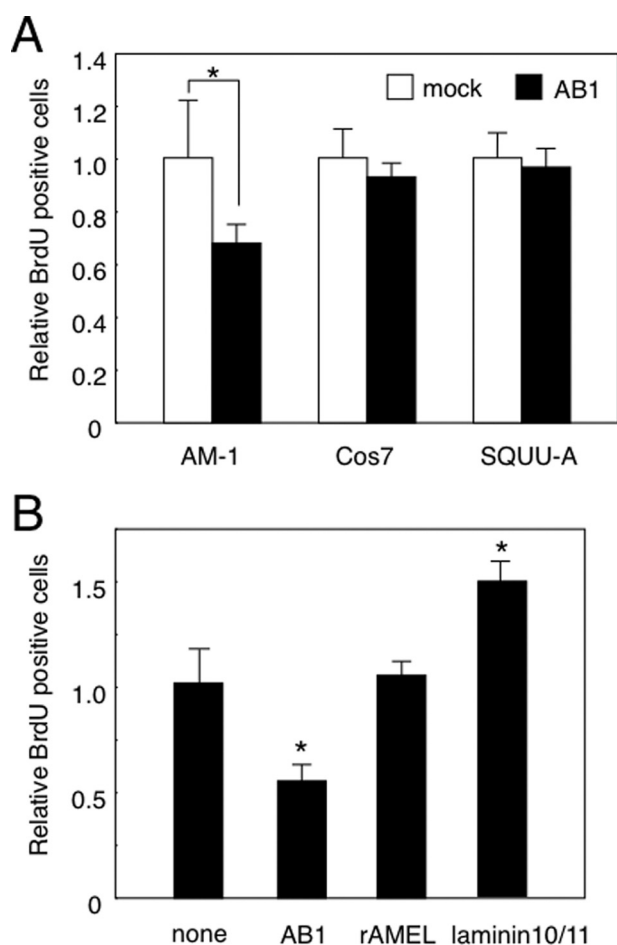 A
Relative BrdU positive cells
1.4
1.2
1.0
0.8
0.6
0.4
0.2
0
*
mock
AB1
AM-1
Cos7
SQUU-A
B
Relative BrdU positive cells
1.5
1.0
0.5
0
*
*
none
AB1
rAMEL
laminin10/11